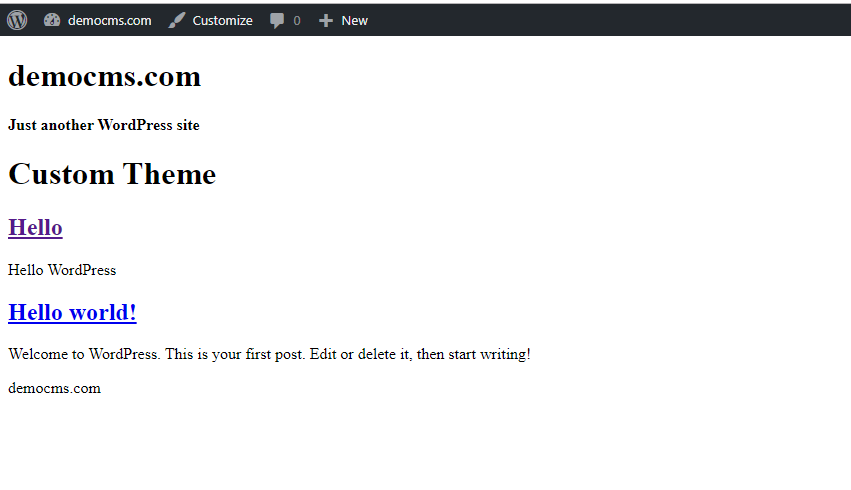 democms.com Customize 0 New
democms.com
Just another WordPress site
Custom Theme
Hello
Hello WordPress
Hello world!
Welcome to WordPress. This is your first post. Edit or delete it, then start writing!
democms.com